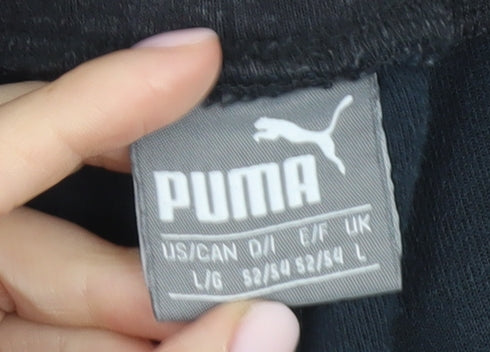 PUMA
US/CAN D/I E/F UK
L/G 52/54 52/54 L